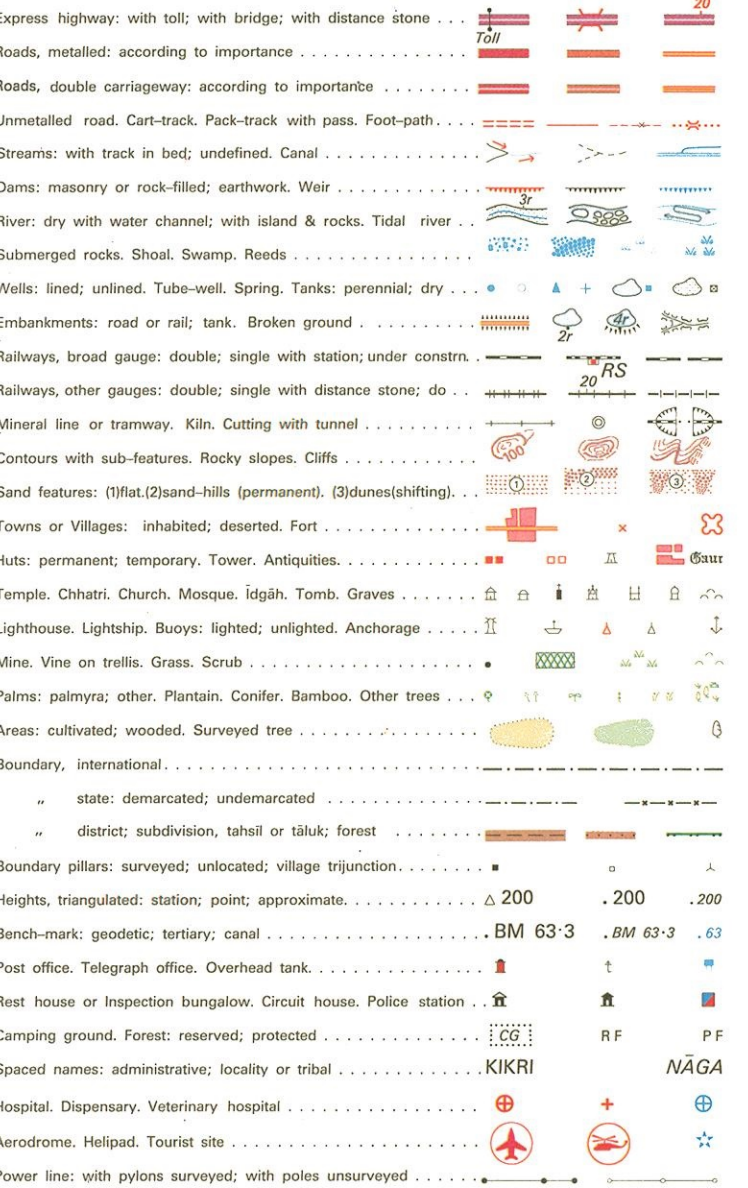 Express highway: with toll; with bridge; with distance stone . . . Toll 20
Roads, metalled: according to importance
Roads, double carriageway: according to importance
Unmetalled road. Cart–track. Pack–track with pass. Foot–path
Streams: with track in bed; undefined. Canal
Dams: masonry or rock–filled; earthwork. Weir
River: dry with water channel; with island & rocks. Tidal river . . 3r
Submerged rocks. Shoal. Swamp. Reeds
Wells: lined; unlined. Tube–well. Spring. Tanks: perennial; dry
Embankments: road or rail; tank. Broken ground . 2r 4r
Railways, broad gauge: double; single with station; under constrn. . RS
Railways, other gauges: double; single with distance stone; do . . 20
Mineral line or tramway. Kiln. Cutting with tunnel
Contours with sub–features. Rocky slopes. Cliffs 100
Sand features: (1)flat.(2)sand–hills (permanent). (3)dunes(shifting). . . 1 2 3
Towns or Villages: inhabited; deserted. Fort
Huts: permanent; temporary. Tower. Antiquities. Gaur
Temple. Chhatri. Church. Mosque. Īdgāh. Tomb. Graves
Lighthouse. Lightship. Buoys: lighted; unlighted. Anchorage
Mine. Vine on trellis. Grass. Scrub
Palms: palmyra; other. Plantain. Conifer. Bamboo. Other trees
Areas: cultivated; wooded. Surveyed tree
Boundary, international
,, state: demarcated; undemarcated
,, district; subdivision, tahsīl or tāluk; forest
Boundary pillars: surveyed; unlocated; village trijunction
Heights, triangulated: station; point; approximate. 200 . 200 . 200
Bench–mark: geodetic; tertiary; canal . BM 63·3 . BM 63·3 . 63
Post office. Telegraph office. Overhead tank.
Rest house or Inspection bungalow. Circuit house. Police station
Camping ground. Forest: reserved; protected CG RF PF
Spaced names: administrative; locality or tribal KIKRI NĀGA
Hospital. Dispensary. Veterinary hospital
Aerodrome. Helipad. Tourist site
Power line: with pylons surveyed; with poles unsurveyed